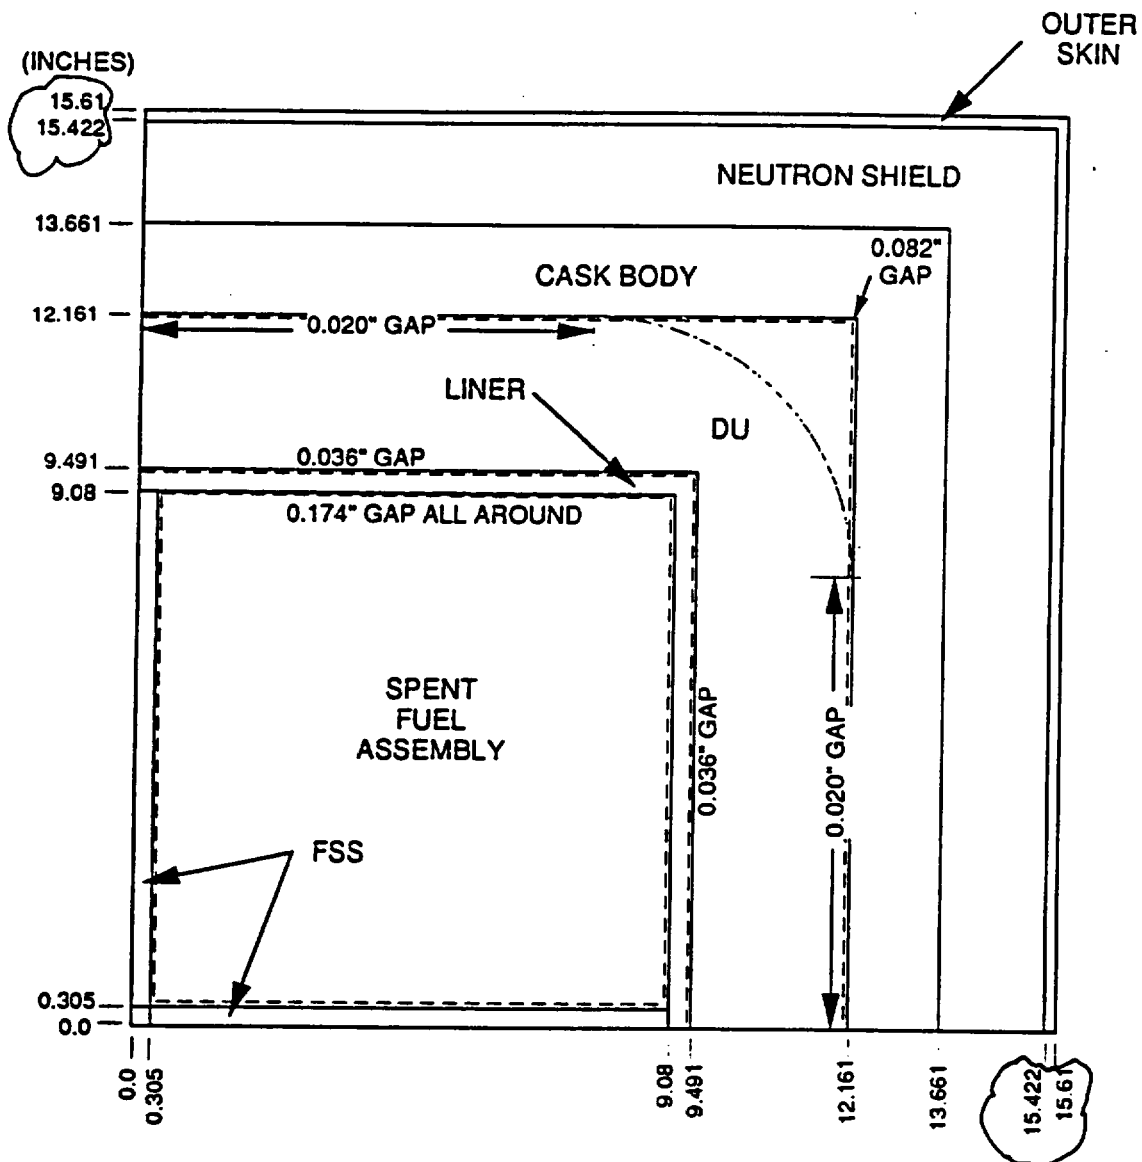 OUTER
SKIN
(INCHES)
15.61
15.422
NEUTRON SHIELD
13.661
0.082"
GAP
CASK BODY
12.161
0.020" GAP
LINER
DU
9.491
0.036" GAP
9.08
0.174" GAP ALL AROUND
SPENT
FUEL
ASSEMBLY
0.036" GAP
0.020" GAP
FSS
0.305
0.0
0.0
0.305
9.08
9.491
12.161
13.661
15.422
15.61